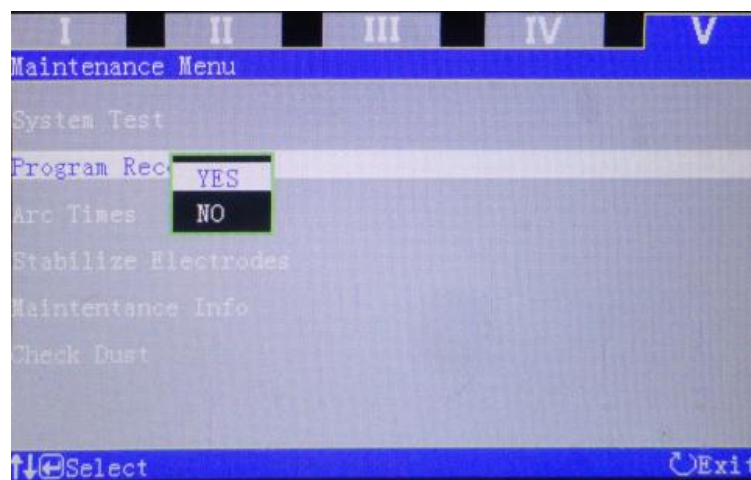 I II III IV V
Maintenance Menu
System Test
Program Rec
YES
Arc Times
NO
Stabilize Electrodes
Maintentance Info
Check Dust
↑↓Select
Exit